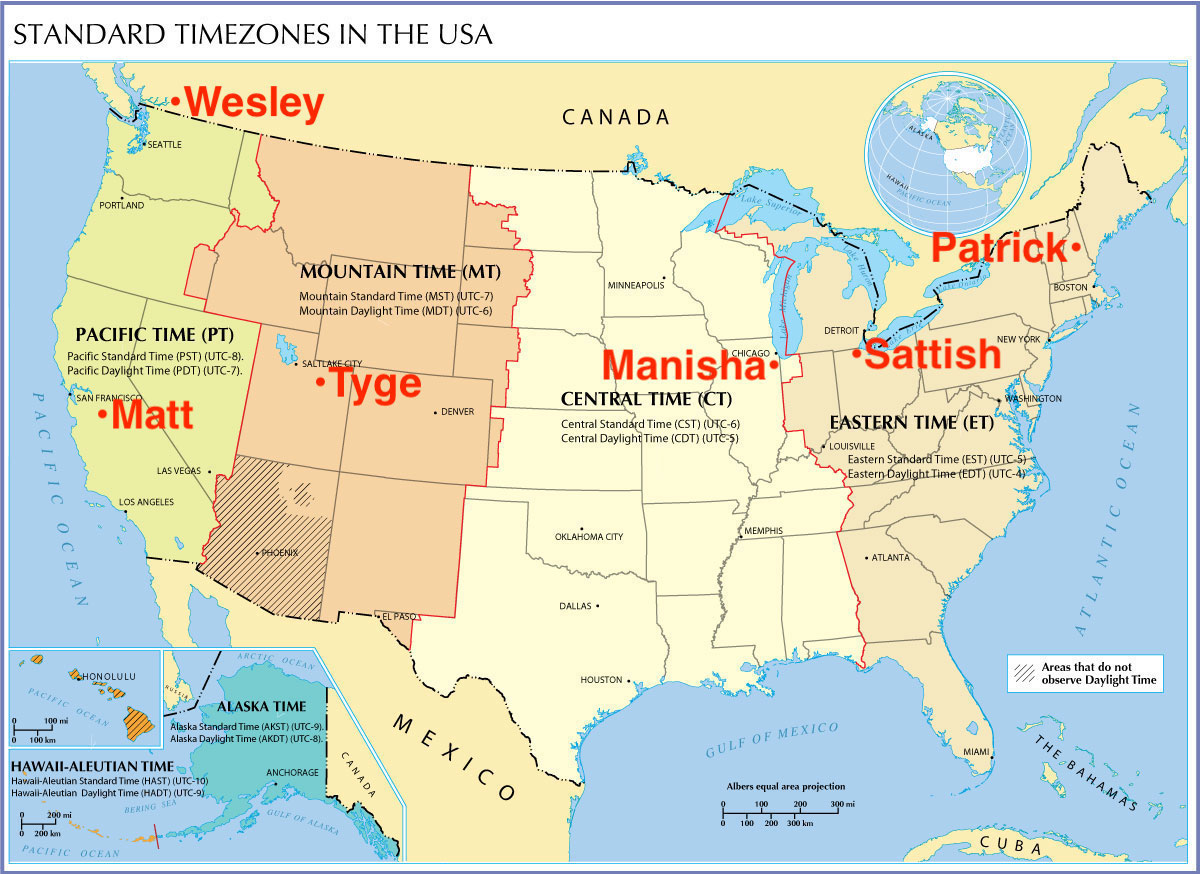 STANDARD TIMEZONES IN THE USA
Wesley
CANADA
ALASKA
HAWAII
PACIFIC OCEAN
SEATTLE
PORTLAND
Lake Superior
Patrick
MOUNTAIN TIME (MT)
Mountain Standard Time (MST) (UTC-7)
Mountain Daylight Time (MDT) (UTC-6)
MINNEAPOLIS
BOSTON
PACIFIC TIME (PT)
Pacific Standard Time (PST) (UTC-8).
Pacific Daylight Time (PDT) (UTC-7).
DETROIT
NEW YORK
CHICAGO
Sattish
SALTLAKE CITY
Manisha
Tyge
SAN FRANCISCO
Matt
DENVER
CENTRAL TIME (CT)
Central Standard Time (CST) (UTC-6)
Central Daylight Time (CDT) (UTC-5)
WASHINGTON
EASTERN TIME (ET)
LOUISVILLE
Eastern Standard Time (EST) (UTC-5)
Eastern Daylight Time (EDT) (UTC-4)
LAS VEGAS
LOS ANGELES
PACIFIC OCEAN
ATLANTIC OCEAN
PHOENIX
OKLAHOMA CITY
MEMPHIS
ATLANTA
DALLAS
EL PASO
HOUSTON
MIAMI
Areas that do not
observe Daylight Time
MEXICO
GULF OF MEXICO
THE BAHAMAS
CUBA
Albers equal area projection
100 200 300 mi
100 200 300 km
HONOLULU
PACIFIC OCEAN
0 100 mi
0 100 km
ARCTIC OCEAN
RUSSIA
ALASKA TIME
Alaska Standard Time (AKST) (UTC-9).
Alaska Daylight Time (AKDT) (UTC-8).
ANCHORAGE
CANADA
HAWAII-ALEUTIAN TIME
Hawaii-Aleutian Standard Time (HAST) (UTC-10)
Hawaii-Aleutian Daylight Time (HADT) (UTC-9)
BERING SEA
GULF OF ALASKA
0 200 mi
0 200 km
PACIFIC OCEAN